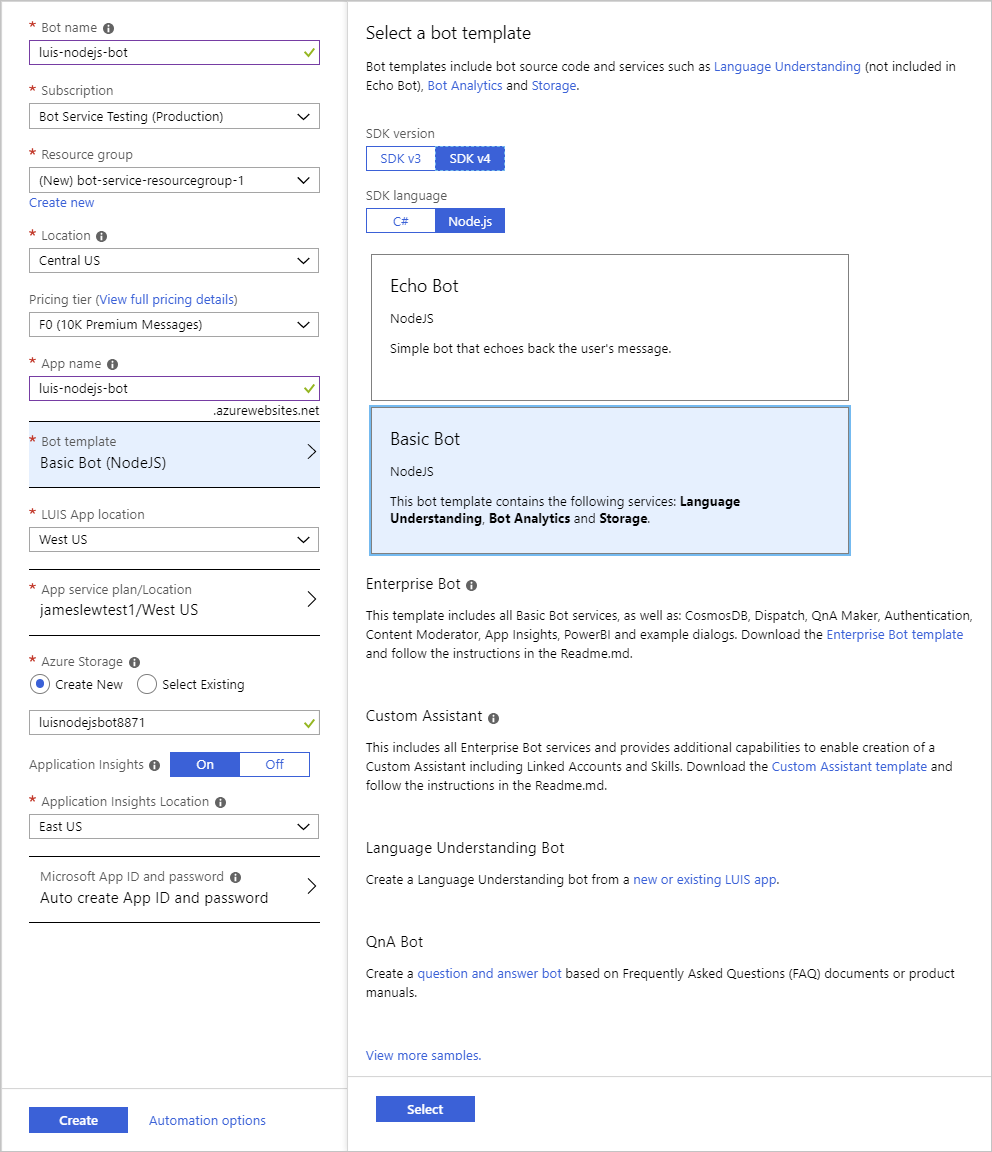 * Bot name
luis-nodejs-bot
* Subscription
Bot Service Testing (Production)
* Resource group
(New) bot-service-resourcegroup-1
Create new
* Location
Central US
Pricing tier (View full pricing details)
F0 (10K Premium Messages)
* App name
luis-nodejs-bot
.azurewebsites.net
* Bot template
Basic Bot (NodeJS)
* LUIS App location
West US
* App service plan/Location
jameslewtest1/West US
* Azure Storage
Create New Select Existing
luisnodejsbot8871
Application Insights On Off
* Application Insights Location
East US
Microsoft App ID and password
Auto create App ID and password
Create Automation options
Select a bot template
Bot templates include bot source code and services such as Language Understanding (not included in
Echo Bot), Bot Analytics and Storage.
SDK version
SDK v3 SDK v4
SDK language
C# Node.js
Echo Bot
NodeJS
Simple bot that echoes back the user's message.
Basic Bot
NodeJS
This bot template contains the following services: Language
Understanding, Bot Analytics and Storage.
Enterprise Bot
This template includes all Basic Bot services, as well as: CosmosDB, Dispatch, QnA Maker, Authentication,
Content Moderator, App Insights, PowerBI and example dialogs. Download the Enterprise Bot template
and follow the instructions in the Readme.md.
Custom Assistant
This includes all Enterprise Bot services and provides additional capabilities to enable creation of a
Custom Assistant including Linked Accounts and Skills. Download the Custom Assistant template and
follow the instructions in the Readme.md.
Language Understanding Bot
Create a Language Understanding bot from a new or existing LUIS app.
QnA Bot
Create a question and answer bot based on Frequently Asked Questions (FAQ) documents or product
manuals.
View more samples.
Select